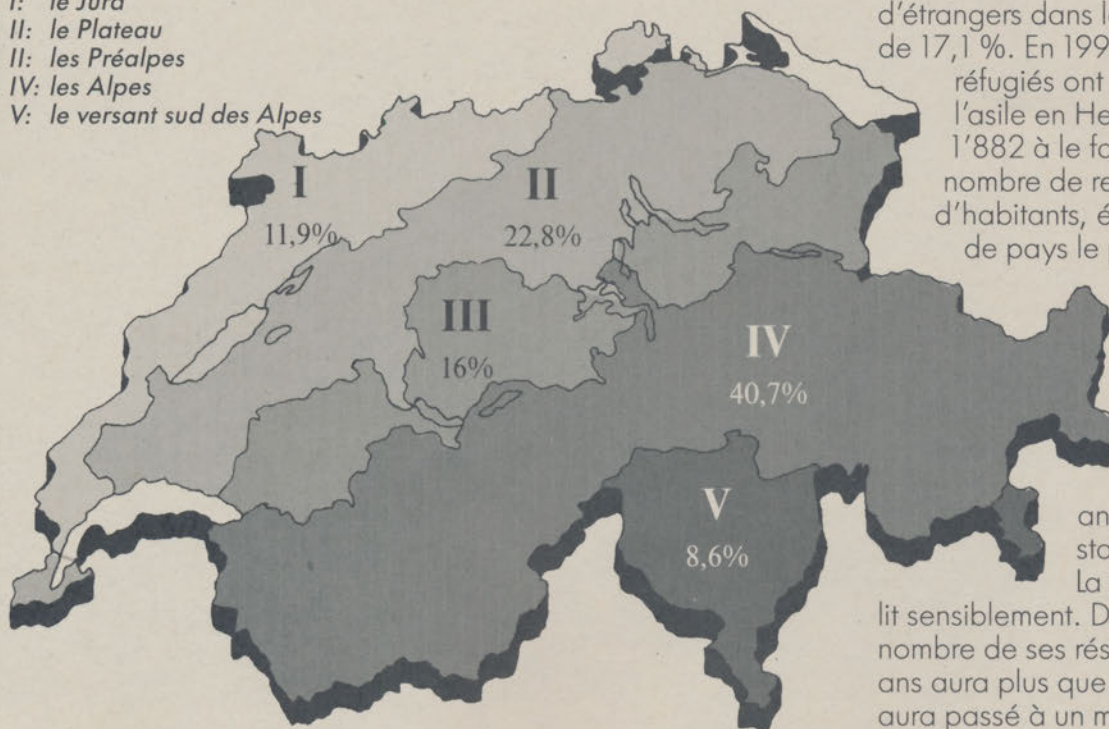 I: le Jura
II: le Plateau
II: les Préalpes
IV: les Alpes
V: le versant sud des Alpes
I
11,9%
II
22,8%
III
16%
IV
40,7%
V
8,6%
d'étrangers dans l
de 17,1 %. En 199
réfugiés ont
l'asile en He
1'882 à le fa
nombre de re
d'habitants, é
de pays le
an
sta
La
lit sensiblement. D
nombre de ses rés
ans aura plus que
aura passé à un m